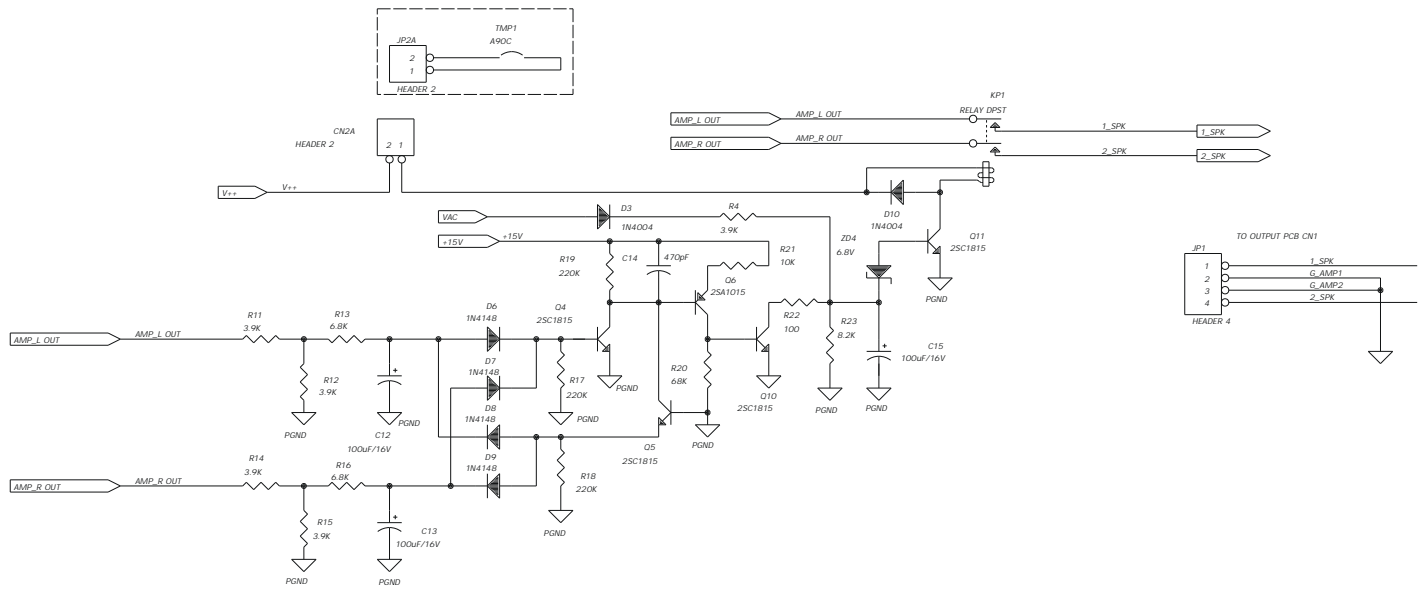 TMP1
JP2A
A90C
2
1
HEADER 2
KP1
RELAY DPST
AMP_L OUT
AMP_L OUT
1_SPK
1_SPK
AMP_R OUT
AMP_R OUT
2_SPK
2_SPK
CN2A
HEADER 2
2 1
V++
V++
VAC
D3
1N4004
R4
3.9K
D10
1N4004
ZD4
6.8V
Q11
2SC1815
PGND
+15V
+15V
R19
220K
C14
470pF
R21
10K
Q6
2SA1015
TO OUTPUT PCB CN1
JP1
1
2
3
4
HEADER 4
1_SPK
G_AMP1
G_AMP2
2_SPK
AMP_L OUT
AMP_L OUT
R11
3.9K
R13
6.8K
D6
1N4148
Q4
2SC1815
R22
100
R23
8.2K
C15
100uF/16V
R12
3.9K
PGND
C12
100uF/16V
PGND
D7
1N4148
R17
220K
PGND
PGND
R20
68K
Q10
2SC1815
PGND
PGND
D8
1N4148
PGND
Q5
2SC1815
AMP_R OUT
AMP_R OUT
R14
3.9K
R16
6.8K
D9
1N4148
R18
220K
PGND
R15
3.9K
PGND
C13
100uF/16V
PGND